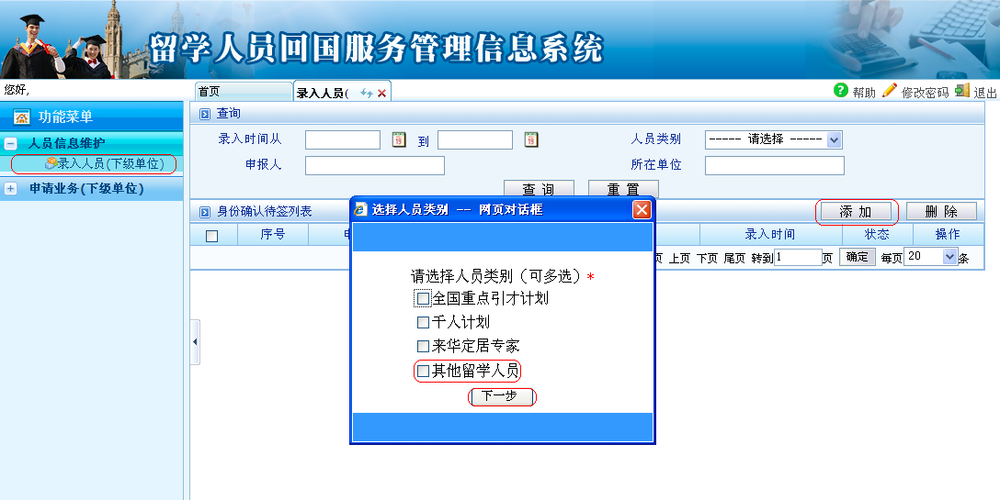 留学人员回国服务管理信息系统
您好,
首页
录入人员(
帮助
修改密码
退出
功能菜单
人员信息维护
录入人员(下级单位)
申请业务(下级单位)
查询
录入时间从
到
人员类别
----- 请选择 -----
申报人
所在单位
查 询
重 置
身份确认待签列表
添 加
删 除
序号
录入时间
状态
操作
页 上页 下页 尾页 转到1 页 确定 每页 20 条
选择人员类别 -- 网页对话框
请选择人员类别（可多选）*
全国重点引才计划
千人计划
来华定居专家
其他留学人员
下一步